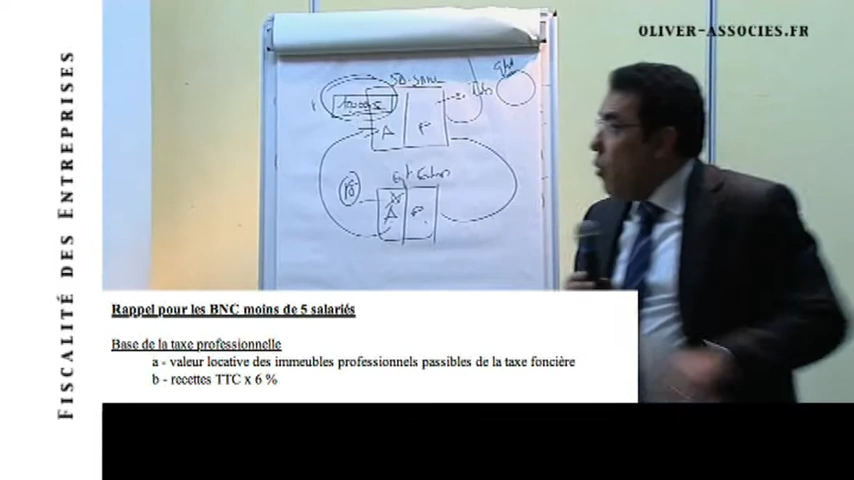 OLIVER-ASSOCIES.FR
FISCALITÉ DES ENTREPRISES
A
P
A
P
Rappel pour les BNC moins de 5 salariés
Base de la taxe professionnelle
a - valeur locative des immeubles professionnels passibles de la taxe foncière
b - recettes TTC x 6 %